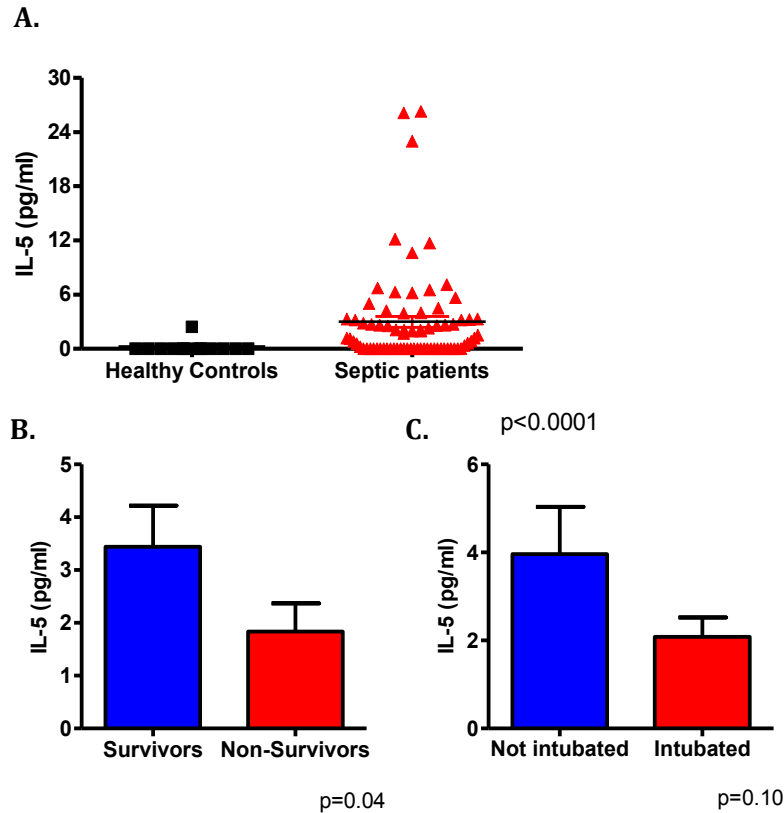 A.
30
24
18
12
6
0
IL-5 (pg/ml)
Healthy Controls
Septic patients
p<0.0001
B.
5
4
3
2
1
0
IL-5 (pg/ml)
Survivors
Non-Survivors
p=0.04
C.
6
4
2
0
IL-5 (pg/ml)
Not intubated
Intubated
p=0.10